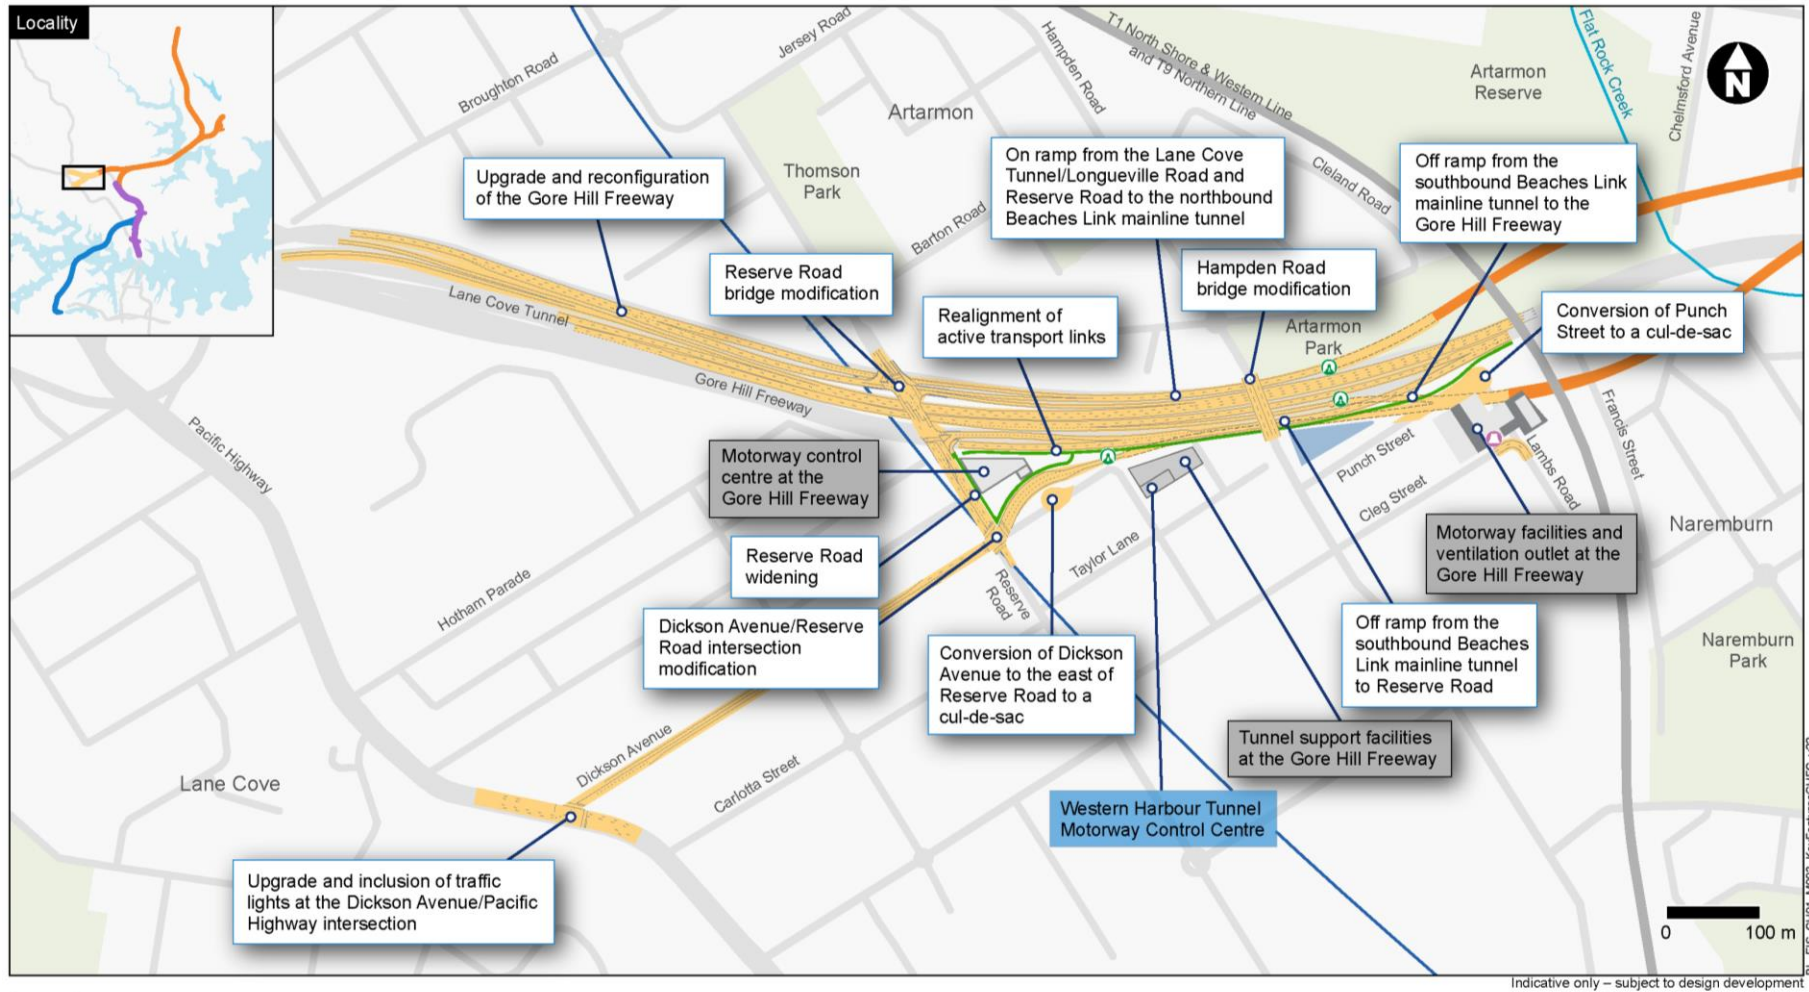 Locality
Broughton Road
Jersey Road
Hampden Road
T1 North Shore & Western Line
and T9 Northern Line
Artarmon
Reserve
Flat Rock Creek
Chelmsford Avenue
N
Artarmon
Thomson
Park
Barton Road
Cleland Road
Upgrade and reconfiguration
of the Gore Hill Freeway
On ramp from the Lane Cove
Tunnel/Longueville Road and
Reserve Road to the northbound
Beaches Link mainline tunnel
Off ramp from the
southbound Beaches Link
mainline tunnel to the
Gore Hill Freeway
Reserve Road
bridge modification
Hampden Road
bridge modification
Realignment of
active transport links
Artarmon
Park
Conversion of Punch
Street to a cul-de-sac
Lane Cove Tunnel
Gore Hill Freeway
Pacific Highway
Motorway control
centre at the
Gore Hill Freeway
Punch Street
Cleg Street
Lambs Road
Francis Street
Naremburn
Motorway facilities and
ventilation outlet at the
Gore Hill Freeway
Reserve Road
widening
Taylor Lane
Hotham Parade
Reserve
Road
Dickson Avenue/Reserve
Road intersection
modification
Conversion of Dickson
Avenue to the east of
Reserve Road to a
cul-de-sac
Off ramp from the
southbound Beaches
Link mainline tunnel
to Reserve Road
Naremburn
Park
Tunnel support facilities
at the Gore Hill Freeway
Dickson Avenue
Carlotta Street
Lane Cove
Western Harbour Tunnel
Motorway Control Centre
Upgrade and inclusion of traffic
lights at the Dickson Avenue/Pacific
Highway intersection
0 100 m
Indicative only – subject to design development